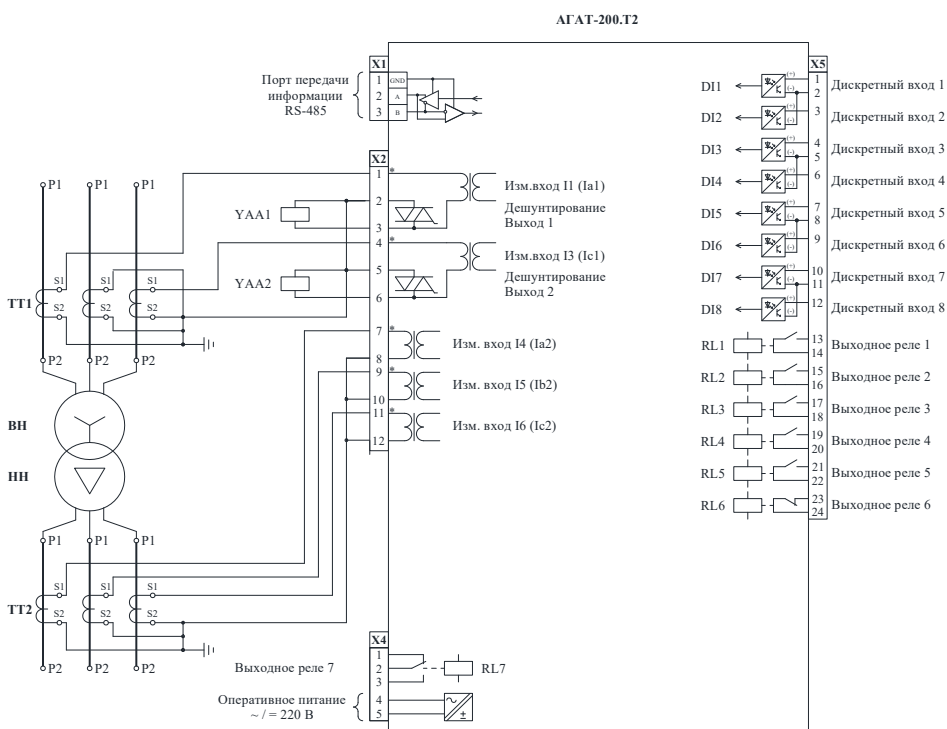 АГАТ-200.Т2
X1
1 GND
2 A
3 B
Порт передачи
информации
RS-485
X2
1
*
Изм.вход I1 (Ia1)
2
YAA1
Дешунтирование
Выход 1
3
4
*
Изм.вход I3 (Ic1)
5
YAA2
Дешунтирование
Выход 2
6
7
*
Изм. вход I4 (Ia2)
8
9
*
Изм. вход I5 (Ib2)
10
11
*
Изм. вход I6 (Ic2)
12
P1 P1 P1
S1 S1 S1
ТТ1
S2 S2 S2
P2 P2 P2
ВН
НН
P1 P1 P1
S1 S1 S1
ТТ2
S2 S2 S2
P2 P2 P2
X4
1
Выходное реле 7
2
RL7
3
Оперативное питание
~ / = 220 В
4
5
~
±
X5
DI1 (+) 1 Дискретный вход 1
(-) 2
DI2 (+) 3 Дискретный вход 2
(-)
DI3 (+) 4 Дискретный вход 3
(-) 5
DI4 (+) 6 Дискретный вход 4
(-)
DI5 (+) 7 Дискретный вход 5
(-) 8
DI6 (+) 9 Дискретный вход 6
(-)
DI7 (+) 10 Дискретный вход 7
(-) 11
DI8 (+) 12 Дискретный вход 8
(-)
RL1 13 Выходное реле 1
14
RL2 15 Выходное реле 2
16
RL3 17 Выходное реле 3
18
RL4 19 Выходное реле 4
20
RL5 21 Выходное реле 5
22
RL6 23 Выходное реле 6
24